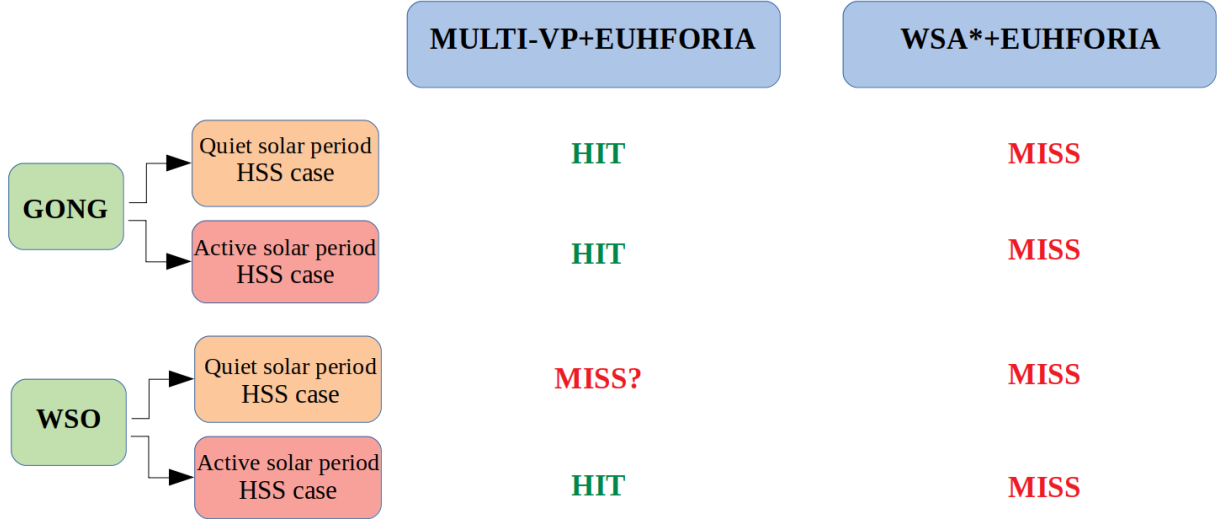 MULTI-VP+EUHFORIA
WSA*+EUHFORIA
GONG
Quiet solar period
HSS case
HIT
MISS
Active solar period
HSS case
HIT
MISS
WSO
Quiet solar period
HSS case
MISS?
MISS
Active solar period
HSS case
HIT
MISS